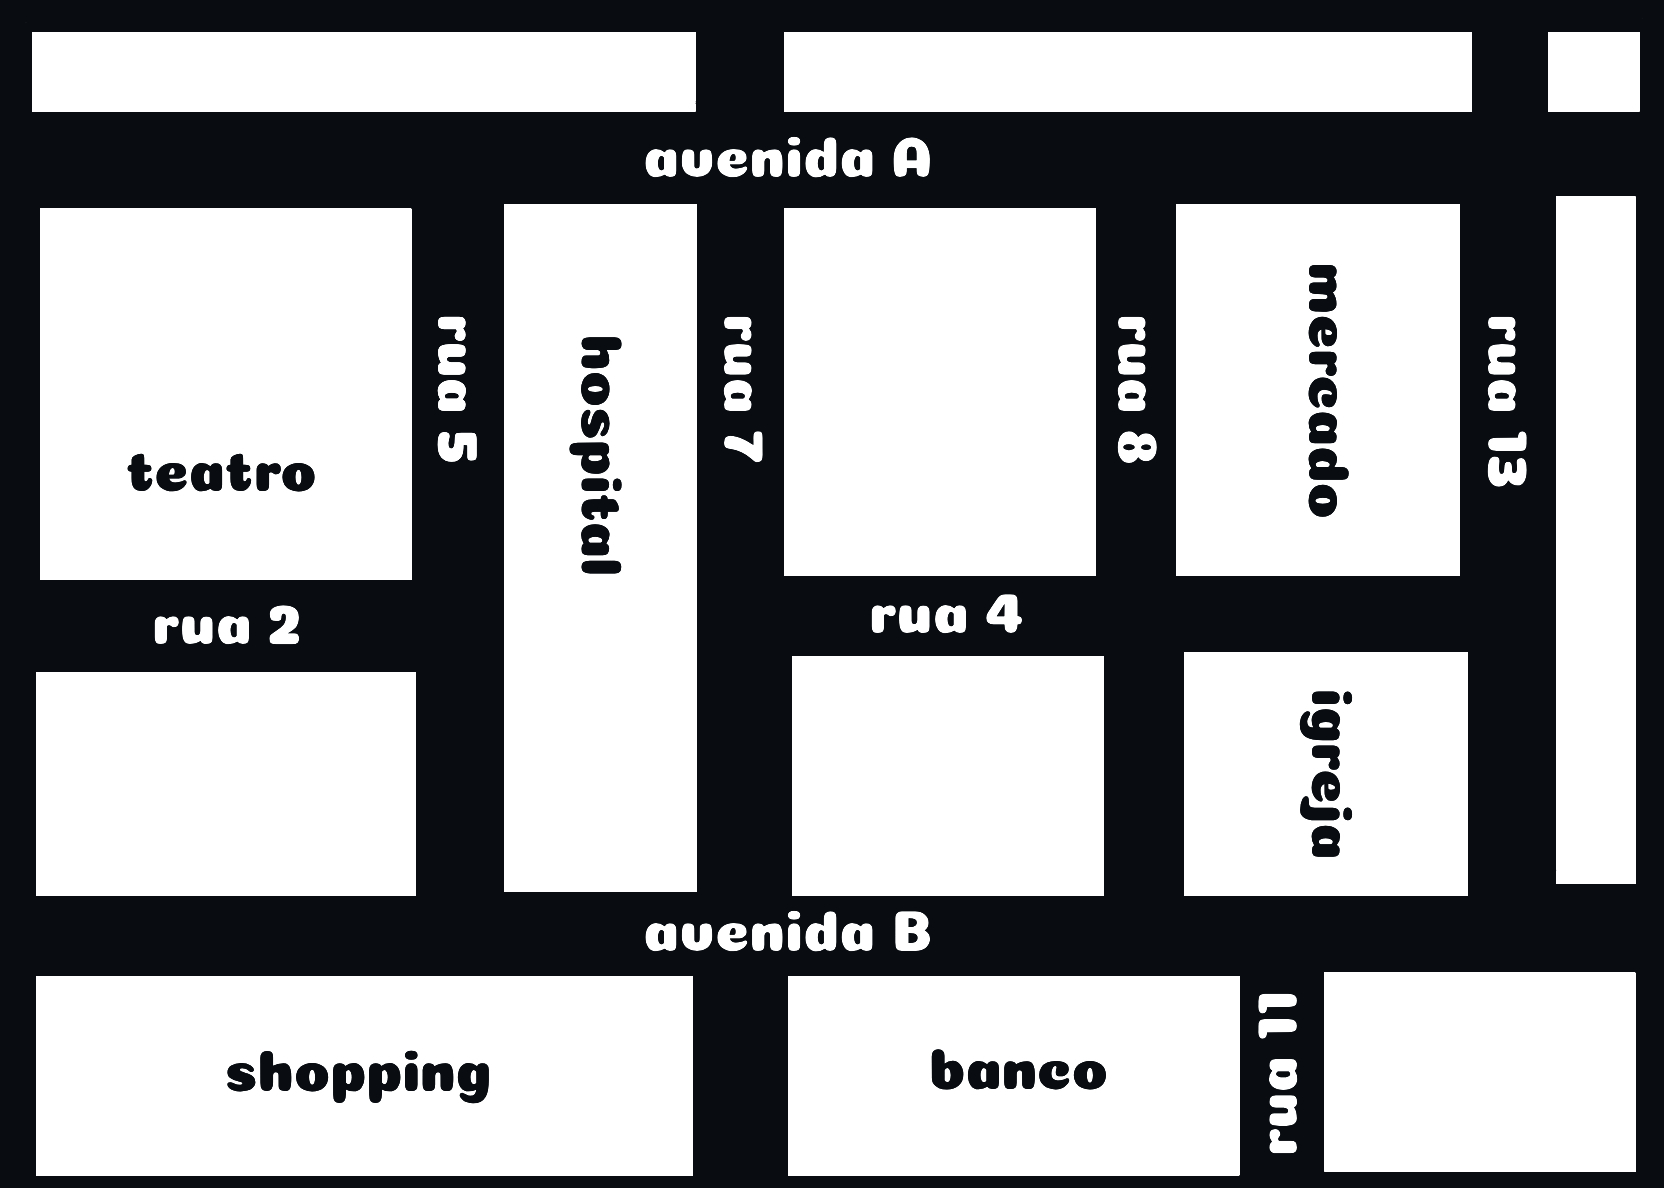 avenida A
rua 5
hospital
rua 7
rua 8
mercado
rua 13
teatro
rua 2
rua 4
igreja
avenida B
shopping
banco
rua 11